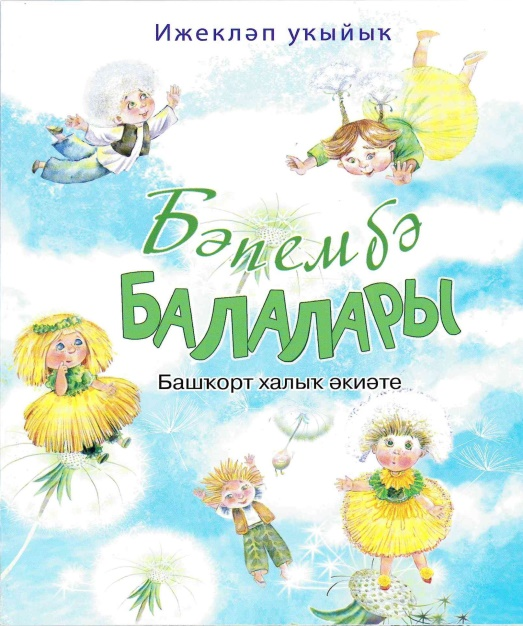 Ижекләп уҡыйыҡ
Бәпембә
БАЛАЛАРЫ
Башҡорт халыҡ әкиәте